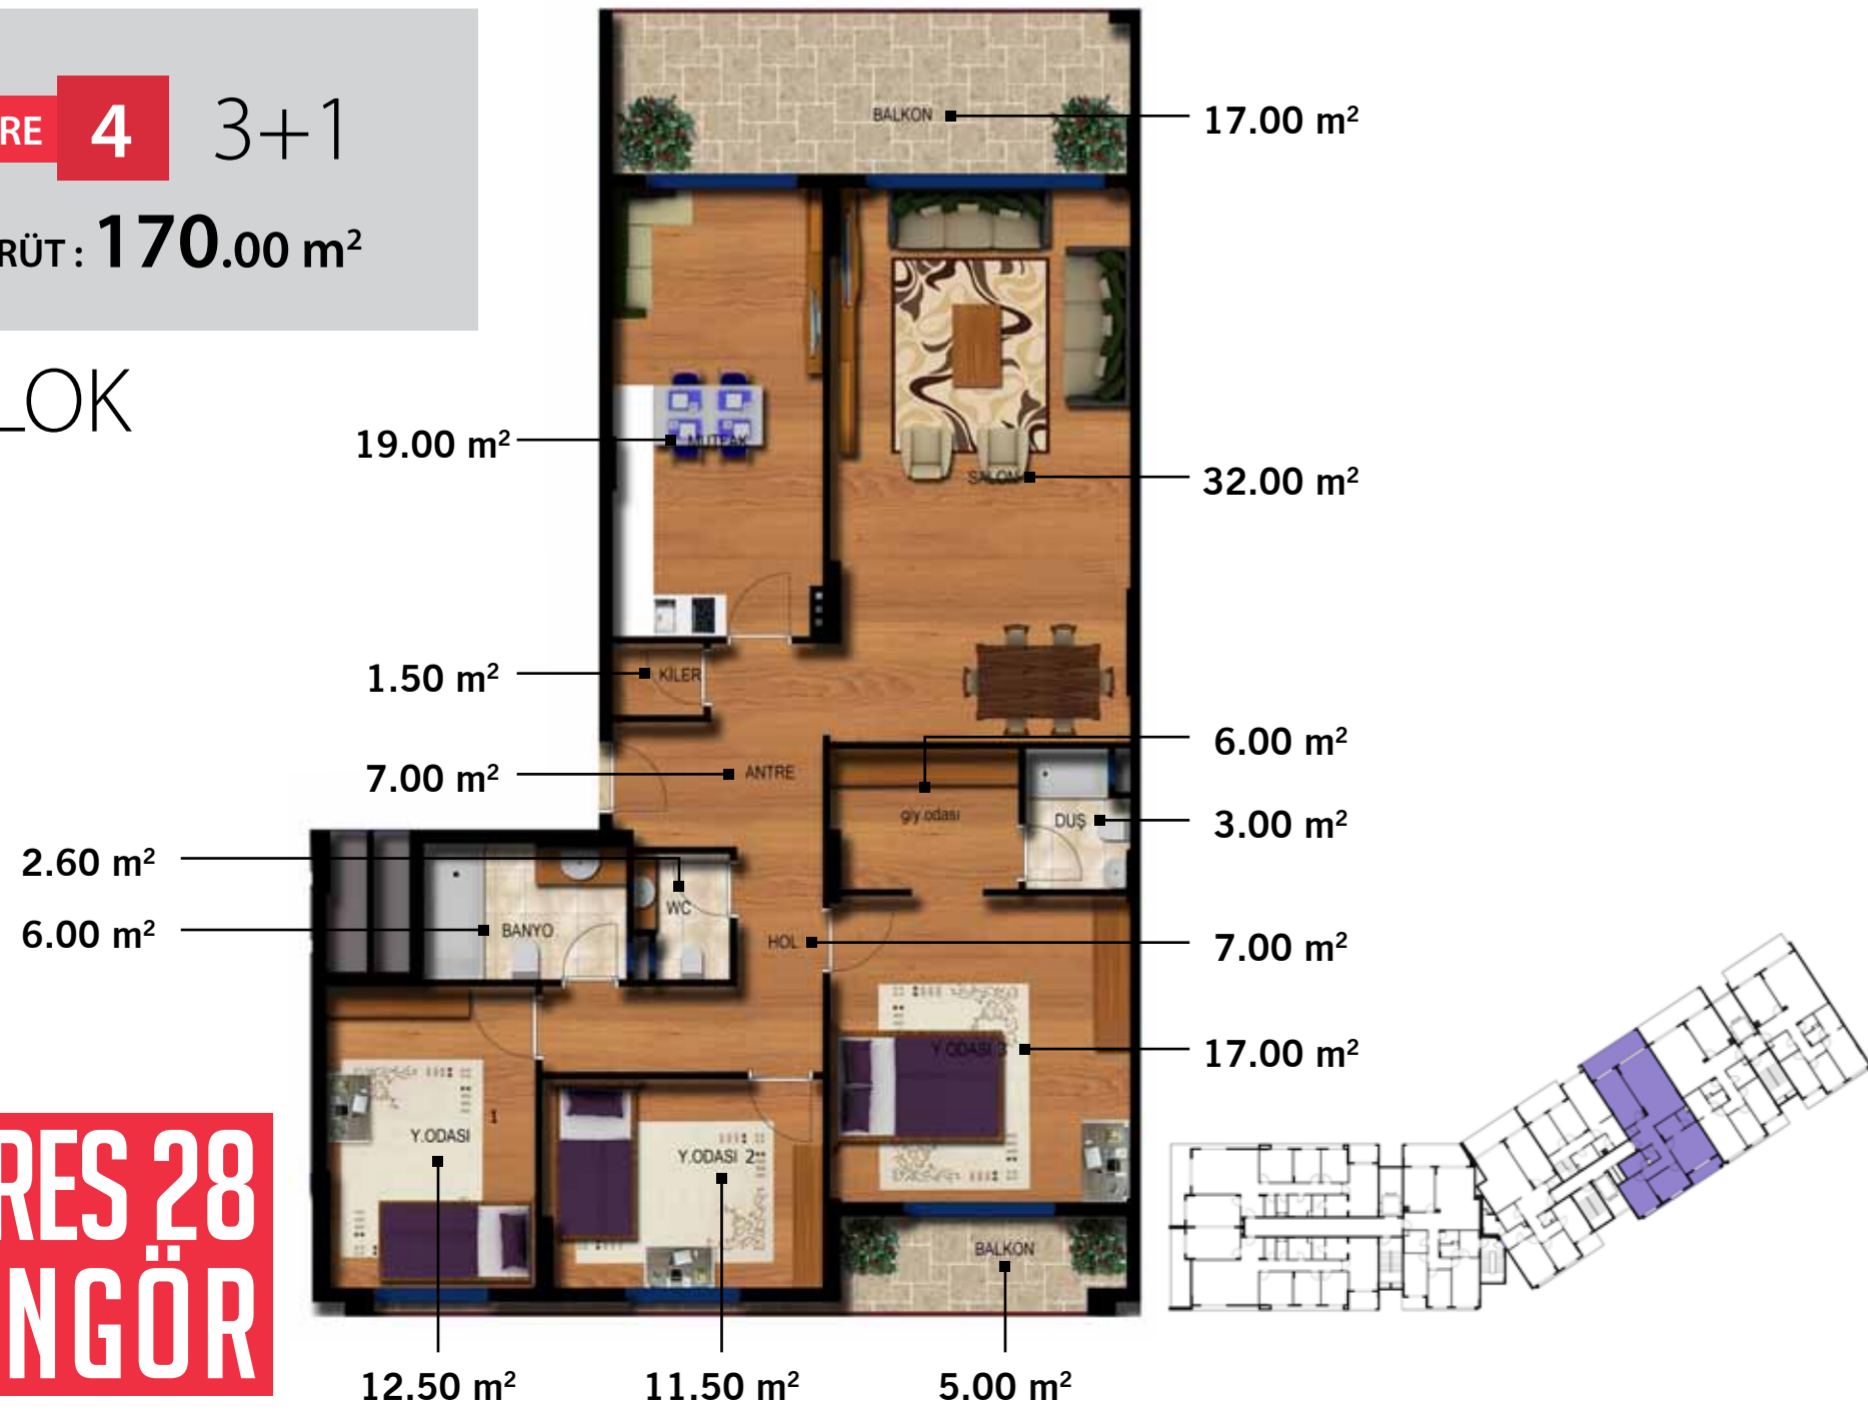 RE 4 3+1
RÜT : 170.00 m²
LOK
BALKON
17.00 m²
19.00 m²
MUTFAK
SALON
32.00 m²
1.50 m²
KİLER
6.00 m²
7.00 m²
ANTRE
giy.odası
DUŞ
3.00 m²
2.60 m²
WC
6.00 m²
BANYO
HOL
7.00 m²
Y.ODASI 3
17.00 m²
Y.ODASI 1
Y.ODASI 2
BALKON
RES 28
NGÖR
12.50 m²
11.50 m²
5.00 m²